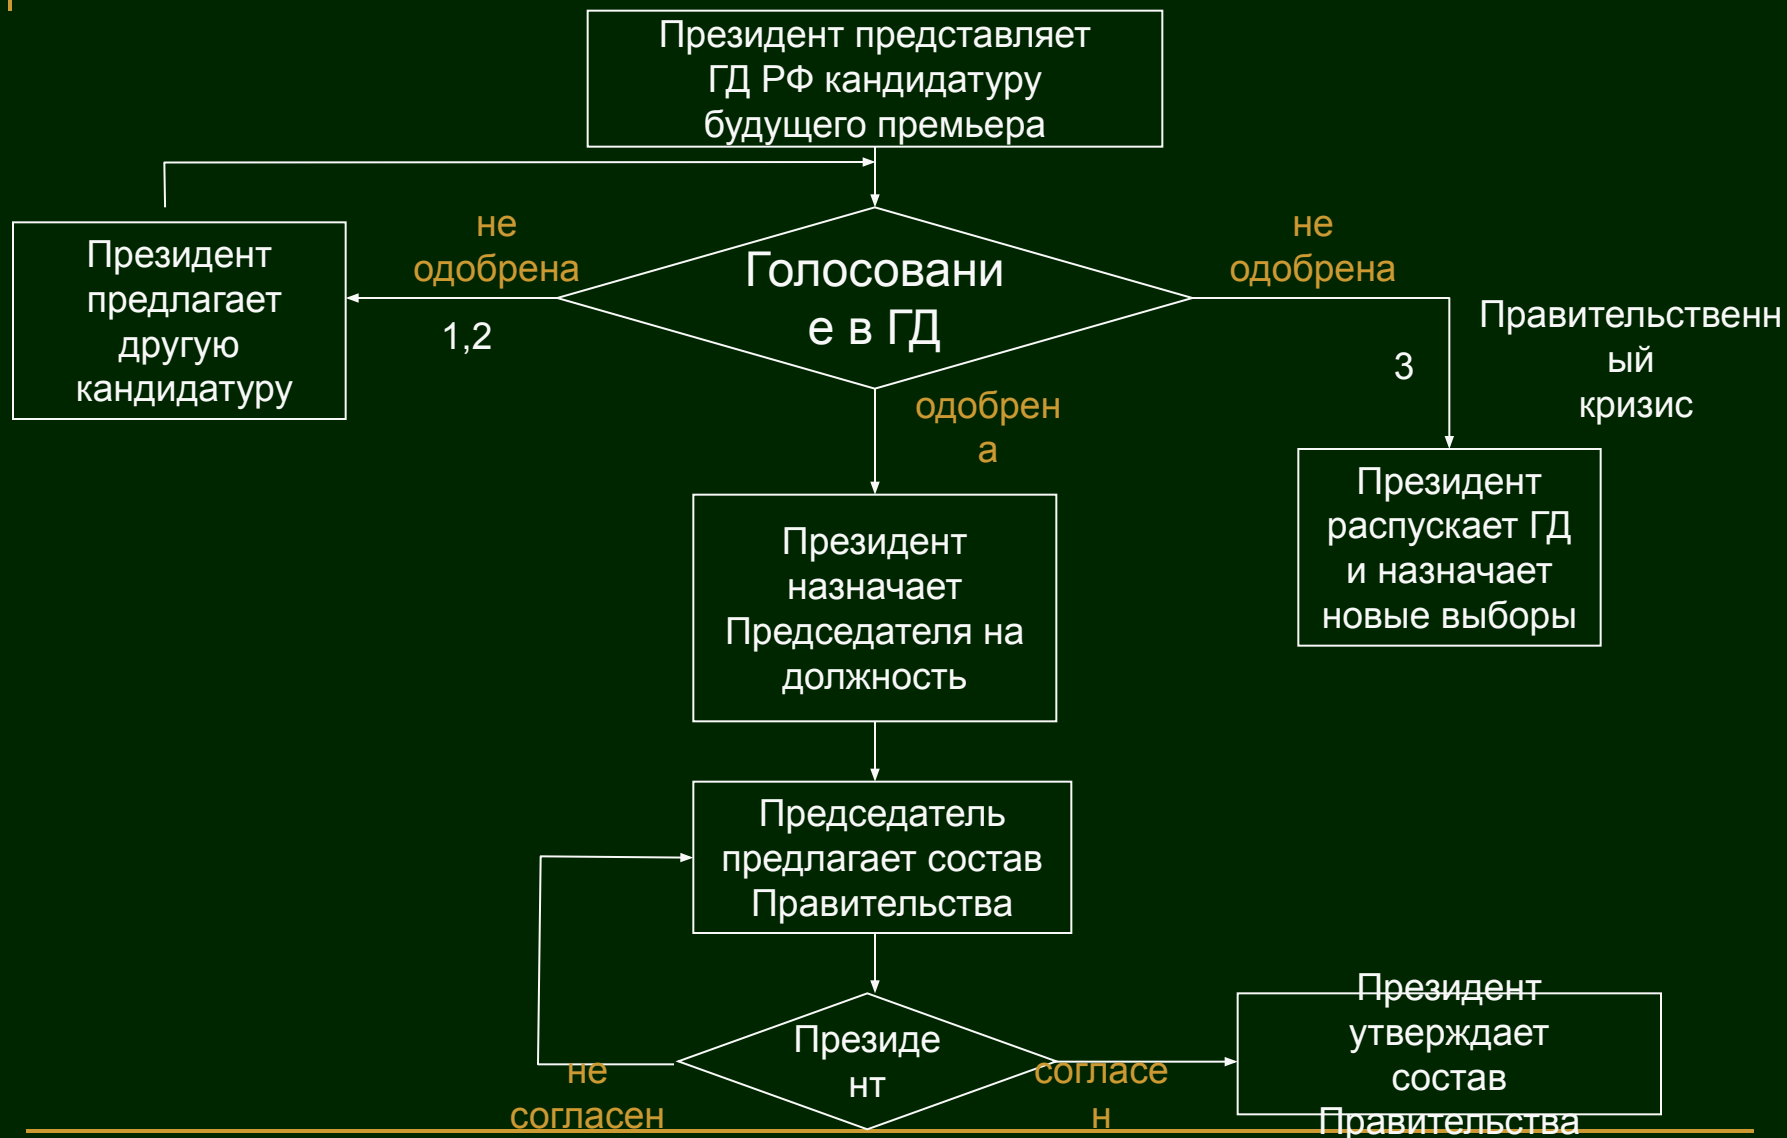 Президент представляет
ГД РФ кандидатуру
будущего премьера
Президент
предлагает
другую
кандидатуру
не
одобрена
1,2
Голосовани
е в ГД
не
одобрена
3
Правительственн
ый
кризис
одобрен
а
Президент
распускает ГД
и назначает
новые выборы
Президент
назначает
Председателя на
должность
Председатель
предлагает состав
Правительства
не
согласен
Президе
нт
согласе
н
Президент
утверждает
состав
Правительства